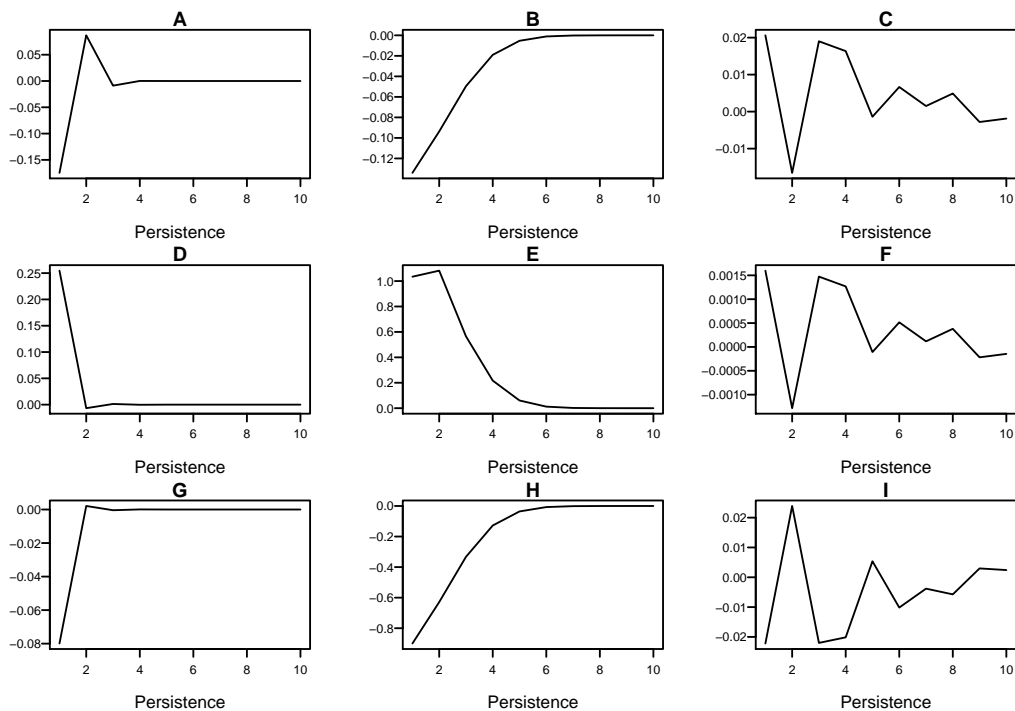 A
0.05
0.00
−0.05
−0.10
−0.15
2 4 6 8 10
Persistence
B
0.00
−0.02
−0.04
−0.06
−0.08
−0.10
−0.12
2 4 6 8 10
Persistence
C
0.02
0.01
0.00
−0.01
2 4 6 8 10
Persistence
D
0.25
0.20
0.15
0.10
0.05
0.00
2 4 6 8 10
Persistence
E
1.0
0.8
0.6
0.4
0.2
0.0
2 4 6 8 10
Persistence
F
0.0015
0.0010
0.0005
0.0000
−0.0005
−0.0010
2 4 6 8 10
Persistence
G
0.00
−0.02
−0.04
−0.06
−0.08
2 4 6 8 10
Persistence
H
0.0
−0.2
−0.4
−0.6
−0.8
2 4 6 8 10
Persistence
I
0.02
0.01
0.00
−0.01
−0.02
2 4 6 8 10
Persistence